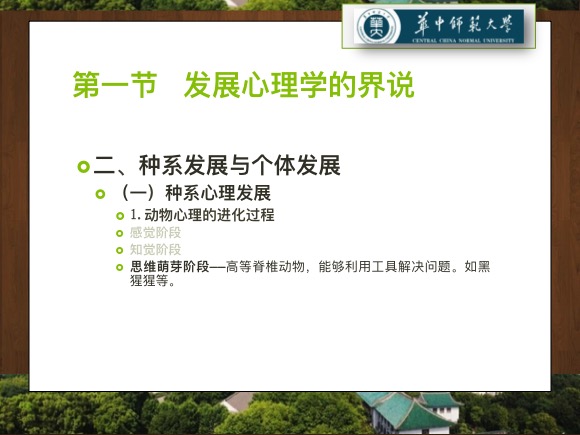 華中師範大學
CENTRAL CHINA NORMAL UNIVERSITY
第一节 发展心理学的界说
二、种系发展与个体发展
（一）种系心理发展
1. 动物心理的进化过程
感觉阶段
知觉阶段
思维萌芽阶段—高等脊椎动物，能够利用工具解决问题。如黑
猩猩等。